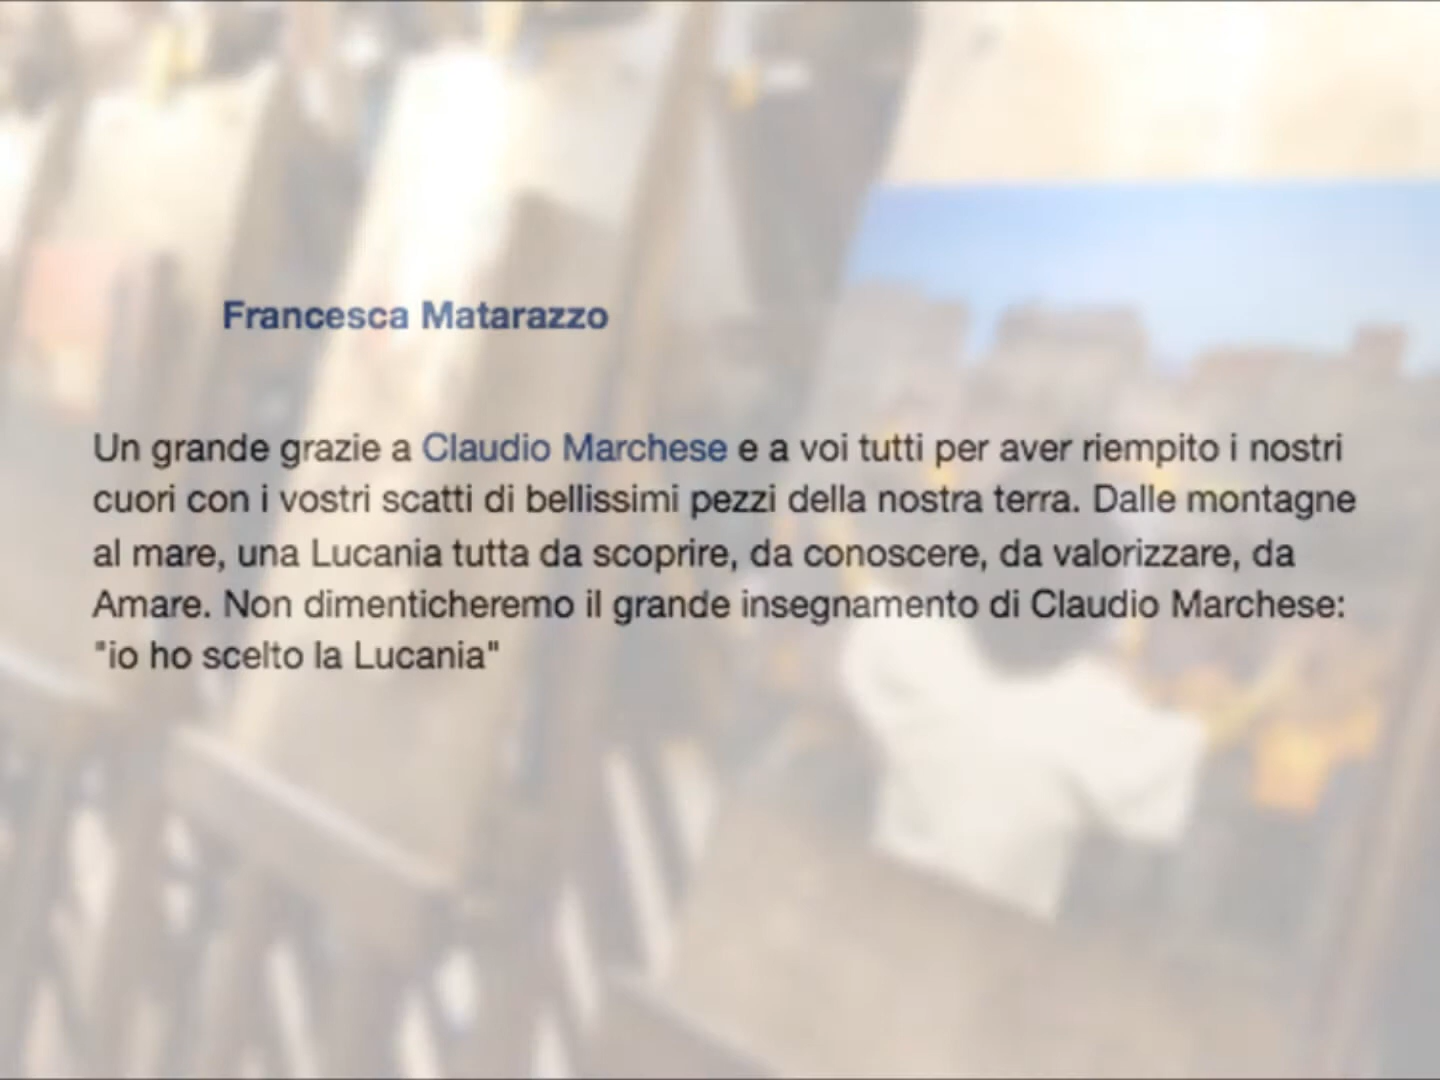 Francesca Matarazzo
Un grande grazie a Claudio Marchese e a voi tutti per aver riempito i nostri
cuori con i vostri scatti di bellissimi pezzi della nostra terra. Dalle montagne
al mare, una Lucania tutta da scoprire, da conoscere, da valorizzare, da
Amare. Non dimenticheremo il grande insegnamento di Claudio Marchese:
"io ho scelto la Lucania"